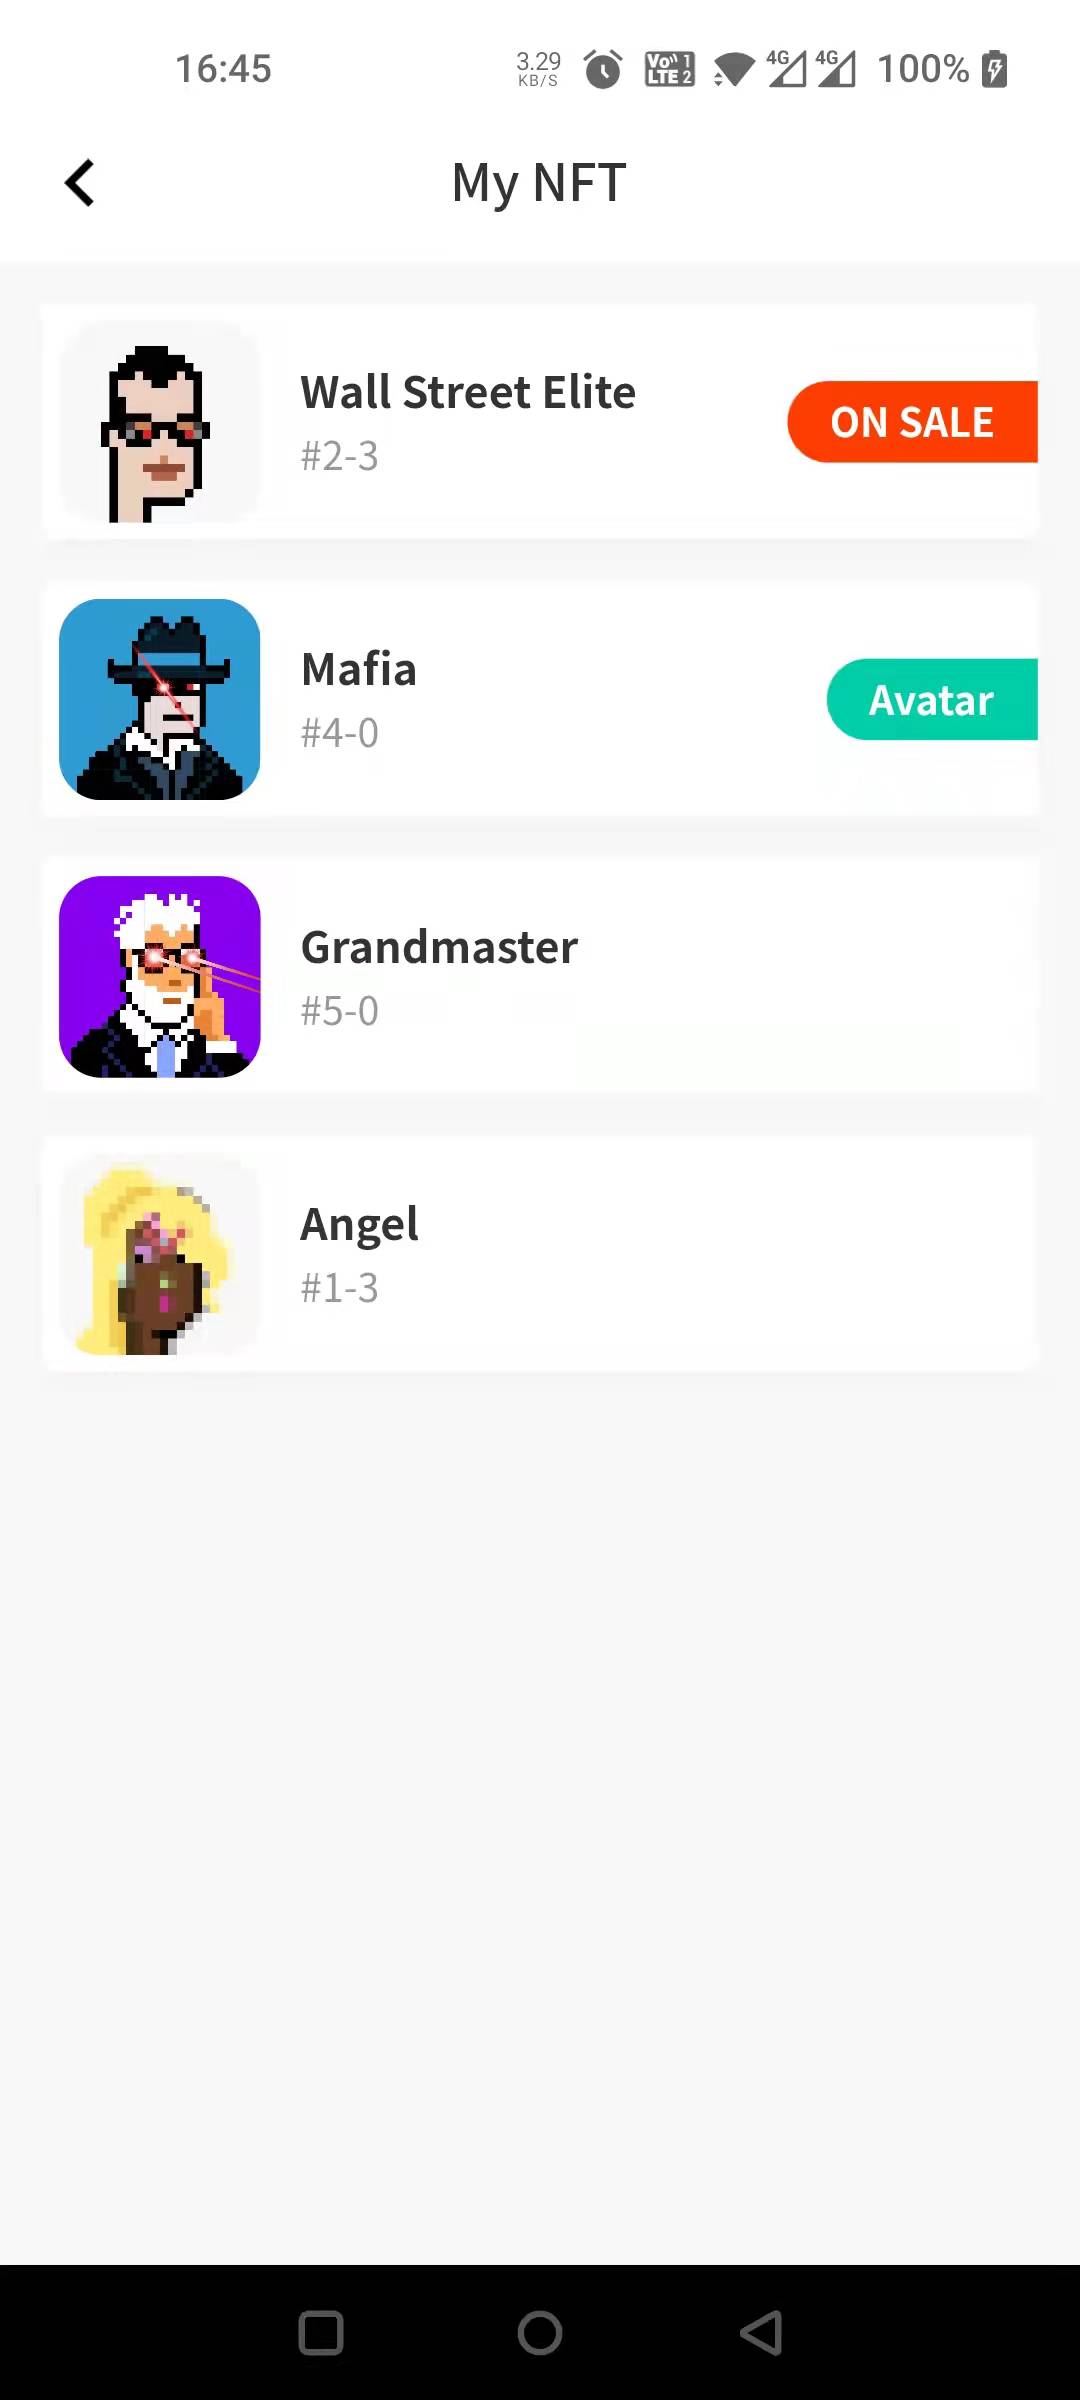 16:45
3.29
KB/S
Vo 1
LTE 2
4G
4G
100%
My NFT
Wall Street Elite
#2-3
ON SALE
Mafia
#4-0
Avatar
Grandmaster
#5-0
Angel
#1-3